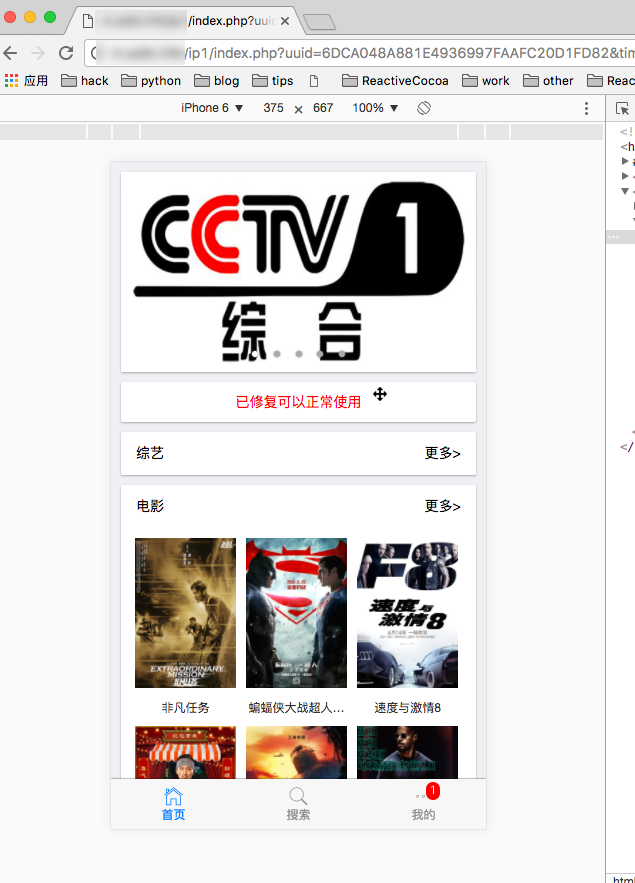 /index.php?uuid
/ip1/index.php?uuid=6DCA048A881E4936997FAAFC20D1FD82&tim
应用 hack python blog tips ReactiveCocoa work other Reac
iPhone 6 ▼ 375 × 667 100% ▼
<!
<h
CCTV 1
综合
已修复可以正常使用
综艺 更多>
电影 更多>
EXTRAORDINARY
MISSION
非凡任务
蝙蝠侠大战超人...
F8
速度与
激情8
速度与激情8
</
1
首页 搜索 我的
html